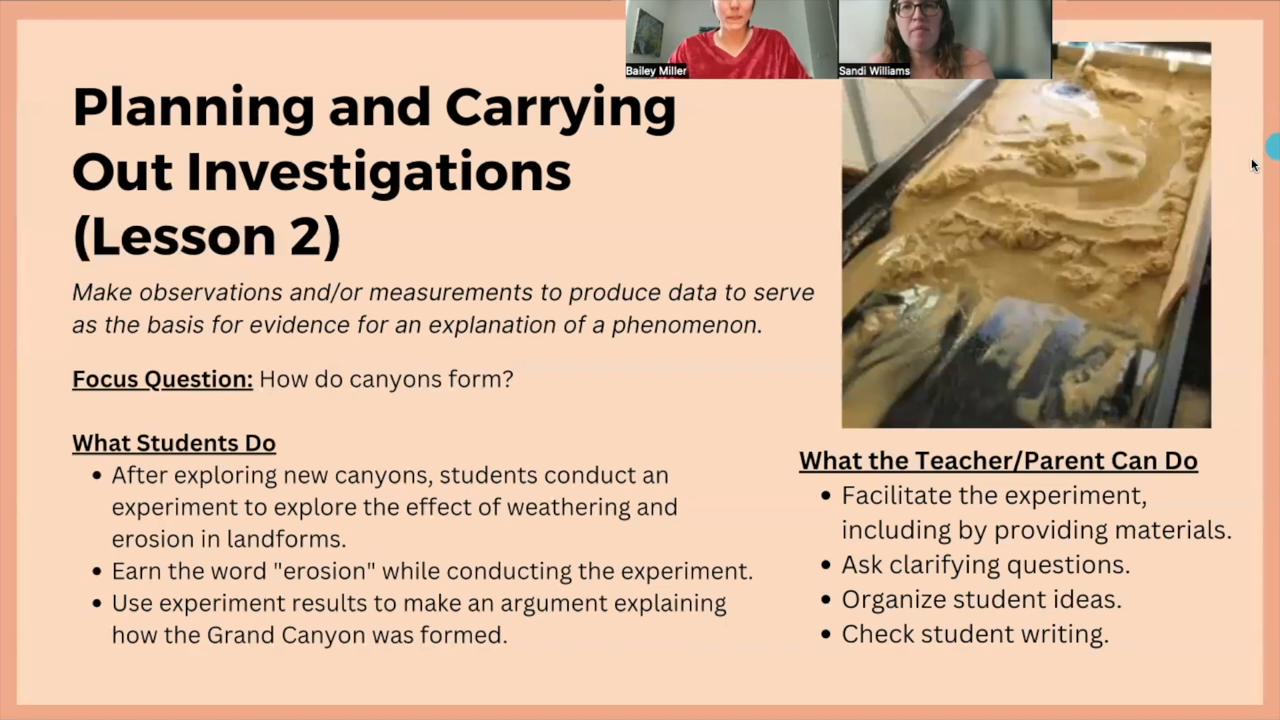 Bailey Miller
Sandi Williams
Planning and Carrying
Out Investigations
(Lesson 2)
Make observations and/or measurements to produce data to serve
as the basis for evidence for an explanation of a phenomenon.
Focus Question: How do canyons form?
What Students Do
• After exploring new canyons, students conduct an
experiment to explore the effect of weathering and
erosion in landforms.
• Earn the word "erosion" while conducting the experiment.
• Use experiment results to make an argument explaining
how the Grand Canyon was formed.
What the Teacher/Parent Can Do
• Facilitate the experiment,
including by providing materials.
• Ask clarifying questions.
• Organize student ideas.
• Check student writing.